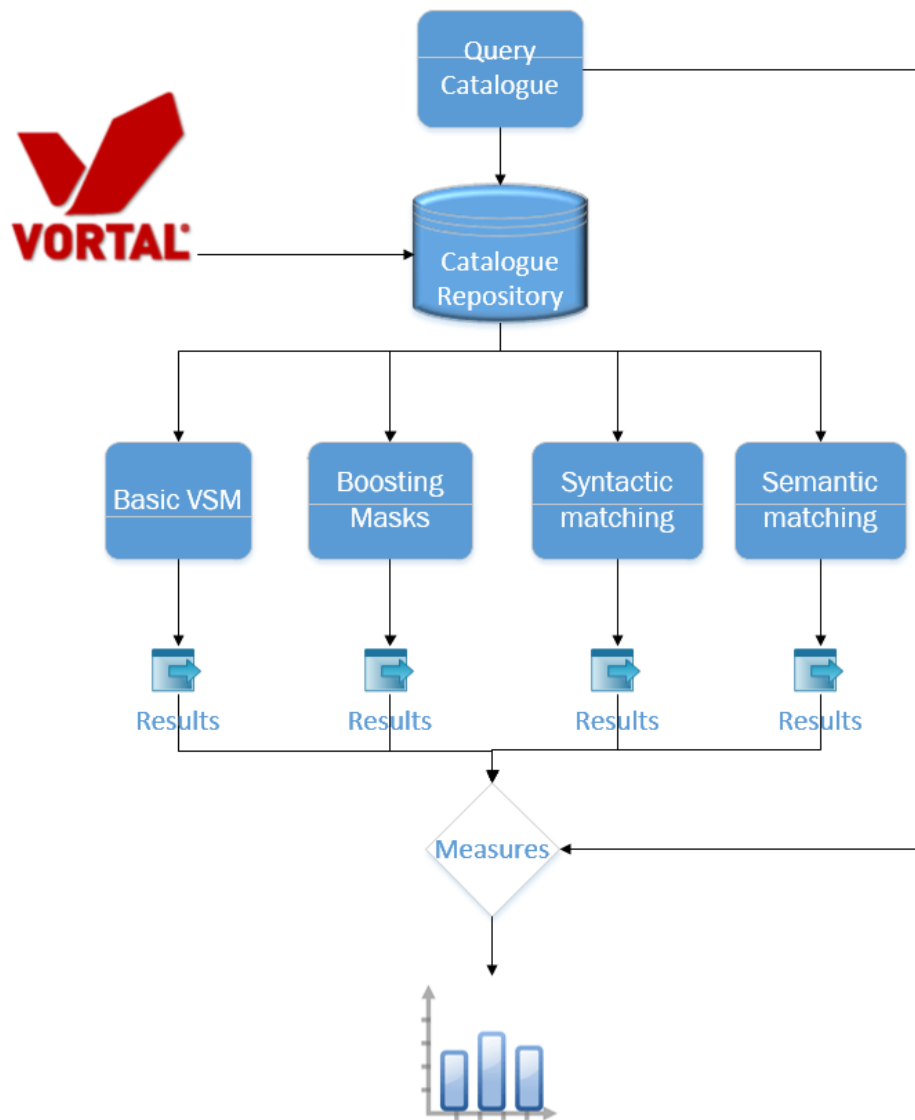 Query
Catalogue
VORTAL®
Catalogue
Repository
Basic VSM
Boosting
Masks
Syntactic
matching
Semantic
matching
Results
Results
Results
Results
Measures